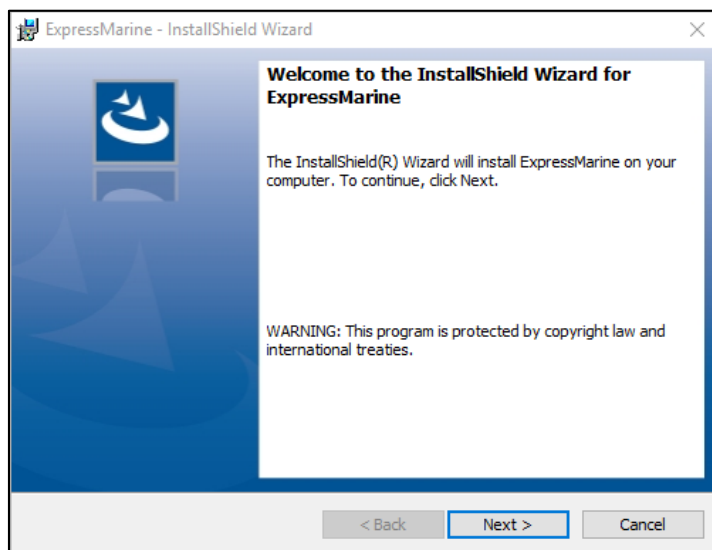 ExpressMarine - InstallShield Wizard
Welcome to the InstallShield Wizard for
ExpressMarine
The InstallShield(R) Wizard will install ExpressMarine on your
computer. To continue, click Next.
WARNING: This program is protected by copyright law and
international treaties.
< Back
Next >
Cancel